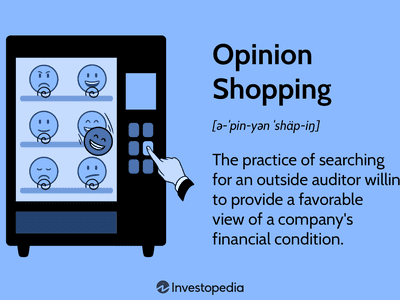 Opinion
Shopping
[ə-ˈpin-yən ˈshäp-iŋ]
The practice of searching
for an outside auditor willin
to provide a favorable
view of a company's
financial condition.
Investopedia